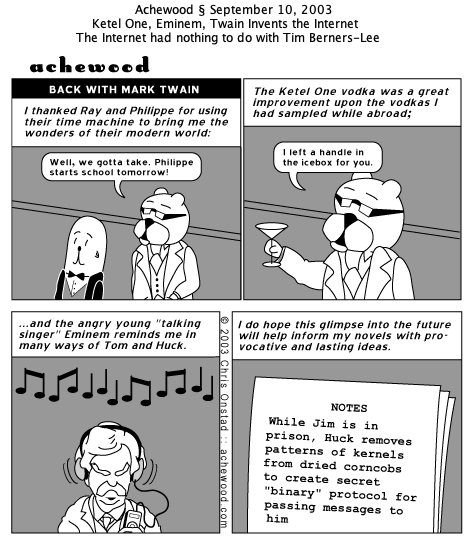 Achewood § September 10, 2003
Ketel One, Eminem, Twain Invents the Internet
The Internet had nothing to do with Tim Berners-Lee
achewood
BACK WITH MARK TWAIN
I thanked Ray and Philippe for using
their time machine to bring me the
wonders of their modern world:
Well, we gotta take. Philippe
starts school tomorrow!
The Ketel One vodka was a great
improvement upon the vodkas I
had sampled while abroad;
I left a handle in
the icebox for you.
...and the angry young "talking
singer" Eminem reminds me in
many ways of Tom and Huck.
© 2003 Chris Onstad :: achewood.com
I do hope this glimpse into the future
will help inform my novels with pro-
vocative and lasting ideas.
NOTES
While Jim is in
prison, Huck removes
patterns of kernels
from dried corncobs
to create secret
"binary" protocol for
passing messages to
him